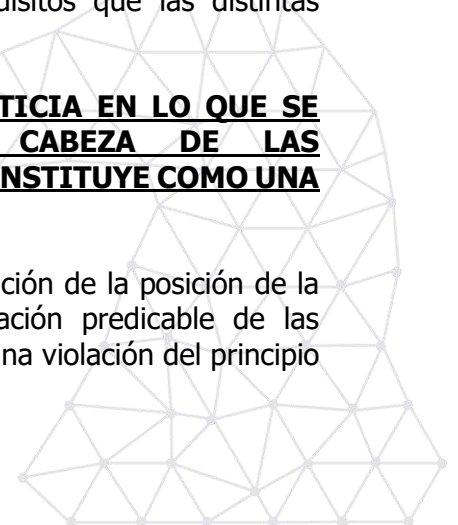 uisitos que las distintas
TICIA EN LO QUE SE
CABEZA DE LAS
NSTITUYE COMO UNA
ción de la posición de la
ación predicable de las
na violación del principio